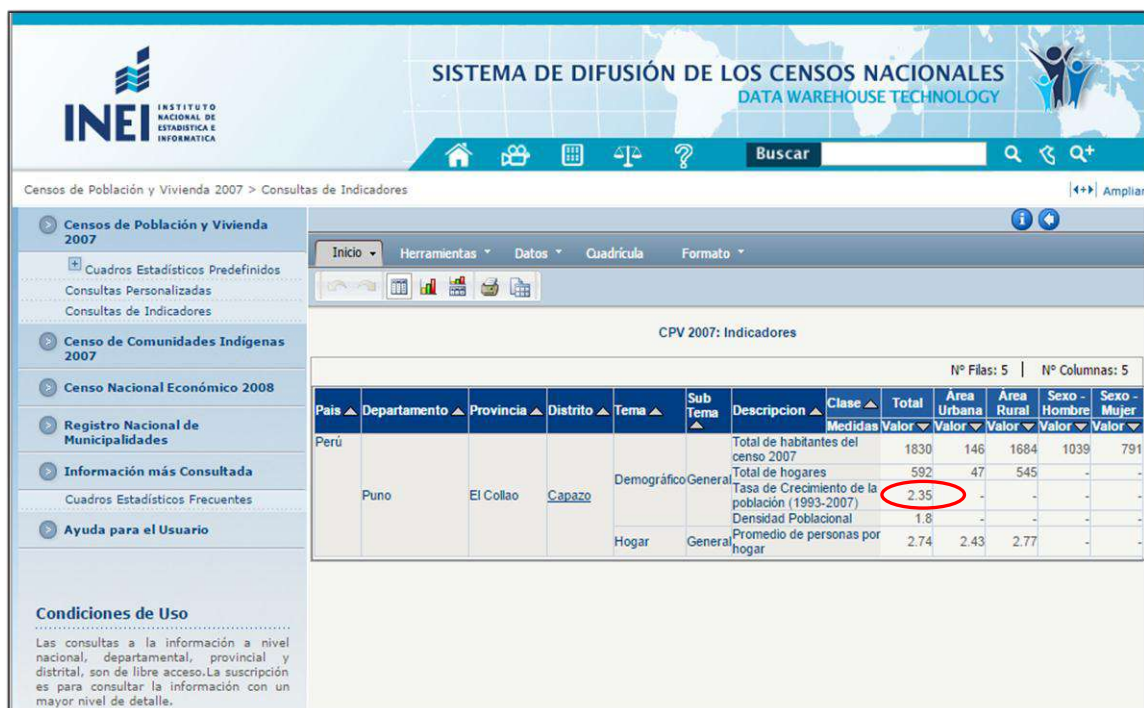 SISTEMA DE DIFUSIÓN DE LOS CENSOS NACIONALES
DATA WAREHOUSE TECHNOLOGY
INEI
INSTITUTO
NACIONAL DE
ESTADISTICA E
INFORMATICA
Buscar
Censos de Población y Vivienda 2007 > Consultas de Indicadores
Ampliar
Censos de Población y Vivienda
2007
Cuadros Estadísticos Predefinidos
Consultas Personalizadas
Consultas de Indicadores
Censo de Comunidades Indígenas
2007
Censo Nacional Económico 2008
Registro Nacional de
Municipalidades
Información más Consultada
Cuadros Estadísticos Frecuentes
Ayuda para el Usuario
Condiciones de Uso
Las consultas a la información a nivel
nacional, departamental, provincial y
distrital, son de libre acceso.La suscripción
es para consultar la información con un
mayor nivel de detalle.
Inicio Herramientas Datos Cuadrícula Formato
CPV 2007: Indicadores
Nº Filas: 5 | Nº Columnas: 5
Pais Departamento Provincia Distrito Tema Sub Tema Descripcion Clase Total Área Urbana Área Rural Sexo - Hombre Sexo - Mujer
Medidas Valor Valor Valor Valor Valor
Perú Puno El Collao Capazo Demográfico General Total de habitantes del censo 2007 1830 146 1684 1039 791
Total de hogares 592 47 545 - -
Tasa de Crecimiento de la población (1993-2007) 2.35 - - - -
Densidad Poblacional 1.8 - - - -
Hogar General Promedio de personas por hogar 2.74 2.43 2.77 - -